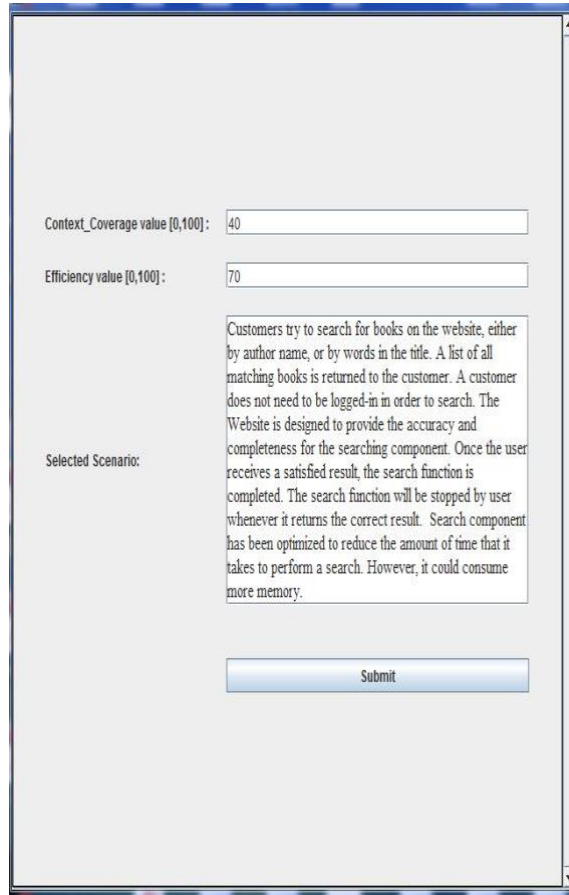 Context_Coverage value [0,100] :
40
Efficiency value [0,100] :
70
Selected Scenario:
Customers try to search for books on the website, either
by author name, or by words in the title. A list of all
matching books is returned to the customer. A customer
does not need to be logged-in in order to search. The
Website is designed to provide the accuracy and
completeness for the searching component. Once the user
receives a satisfied result, the search function is
completed. The search function will be stopped by user
whenever it returns the correct result. Search component
has been optimized to reduce the amount of time that it
takes to perform a search. However, it could consume
more memory.
Submit